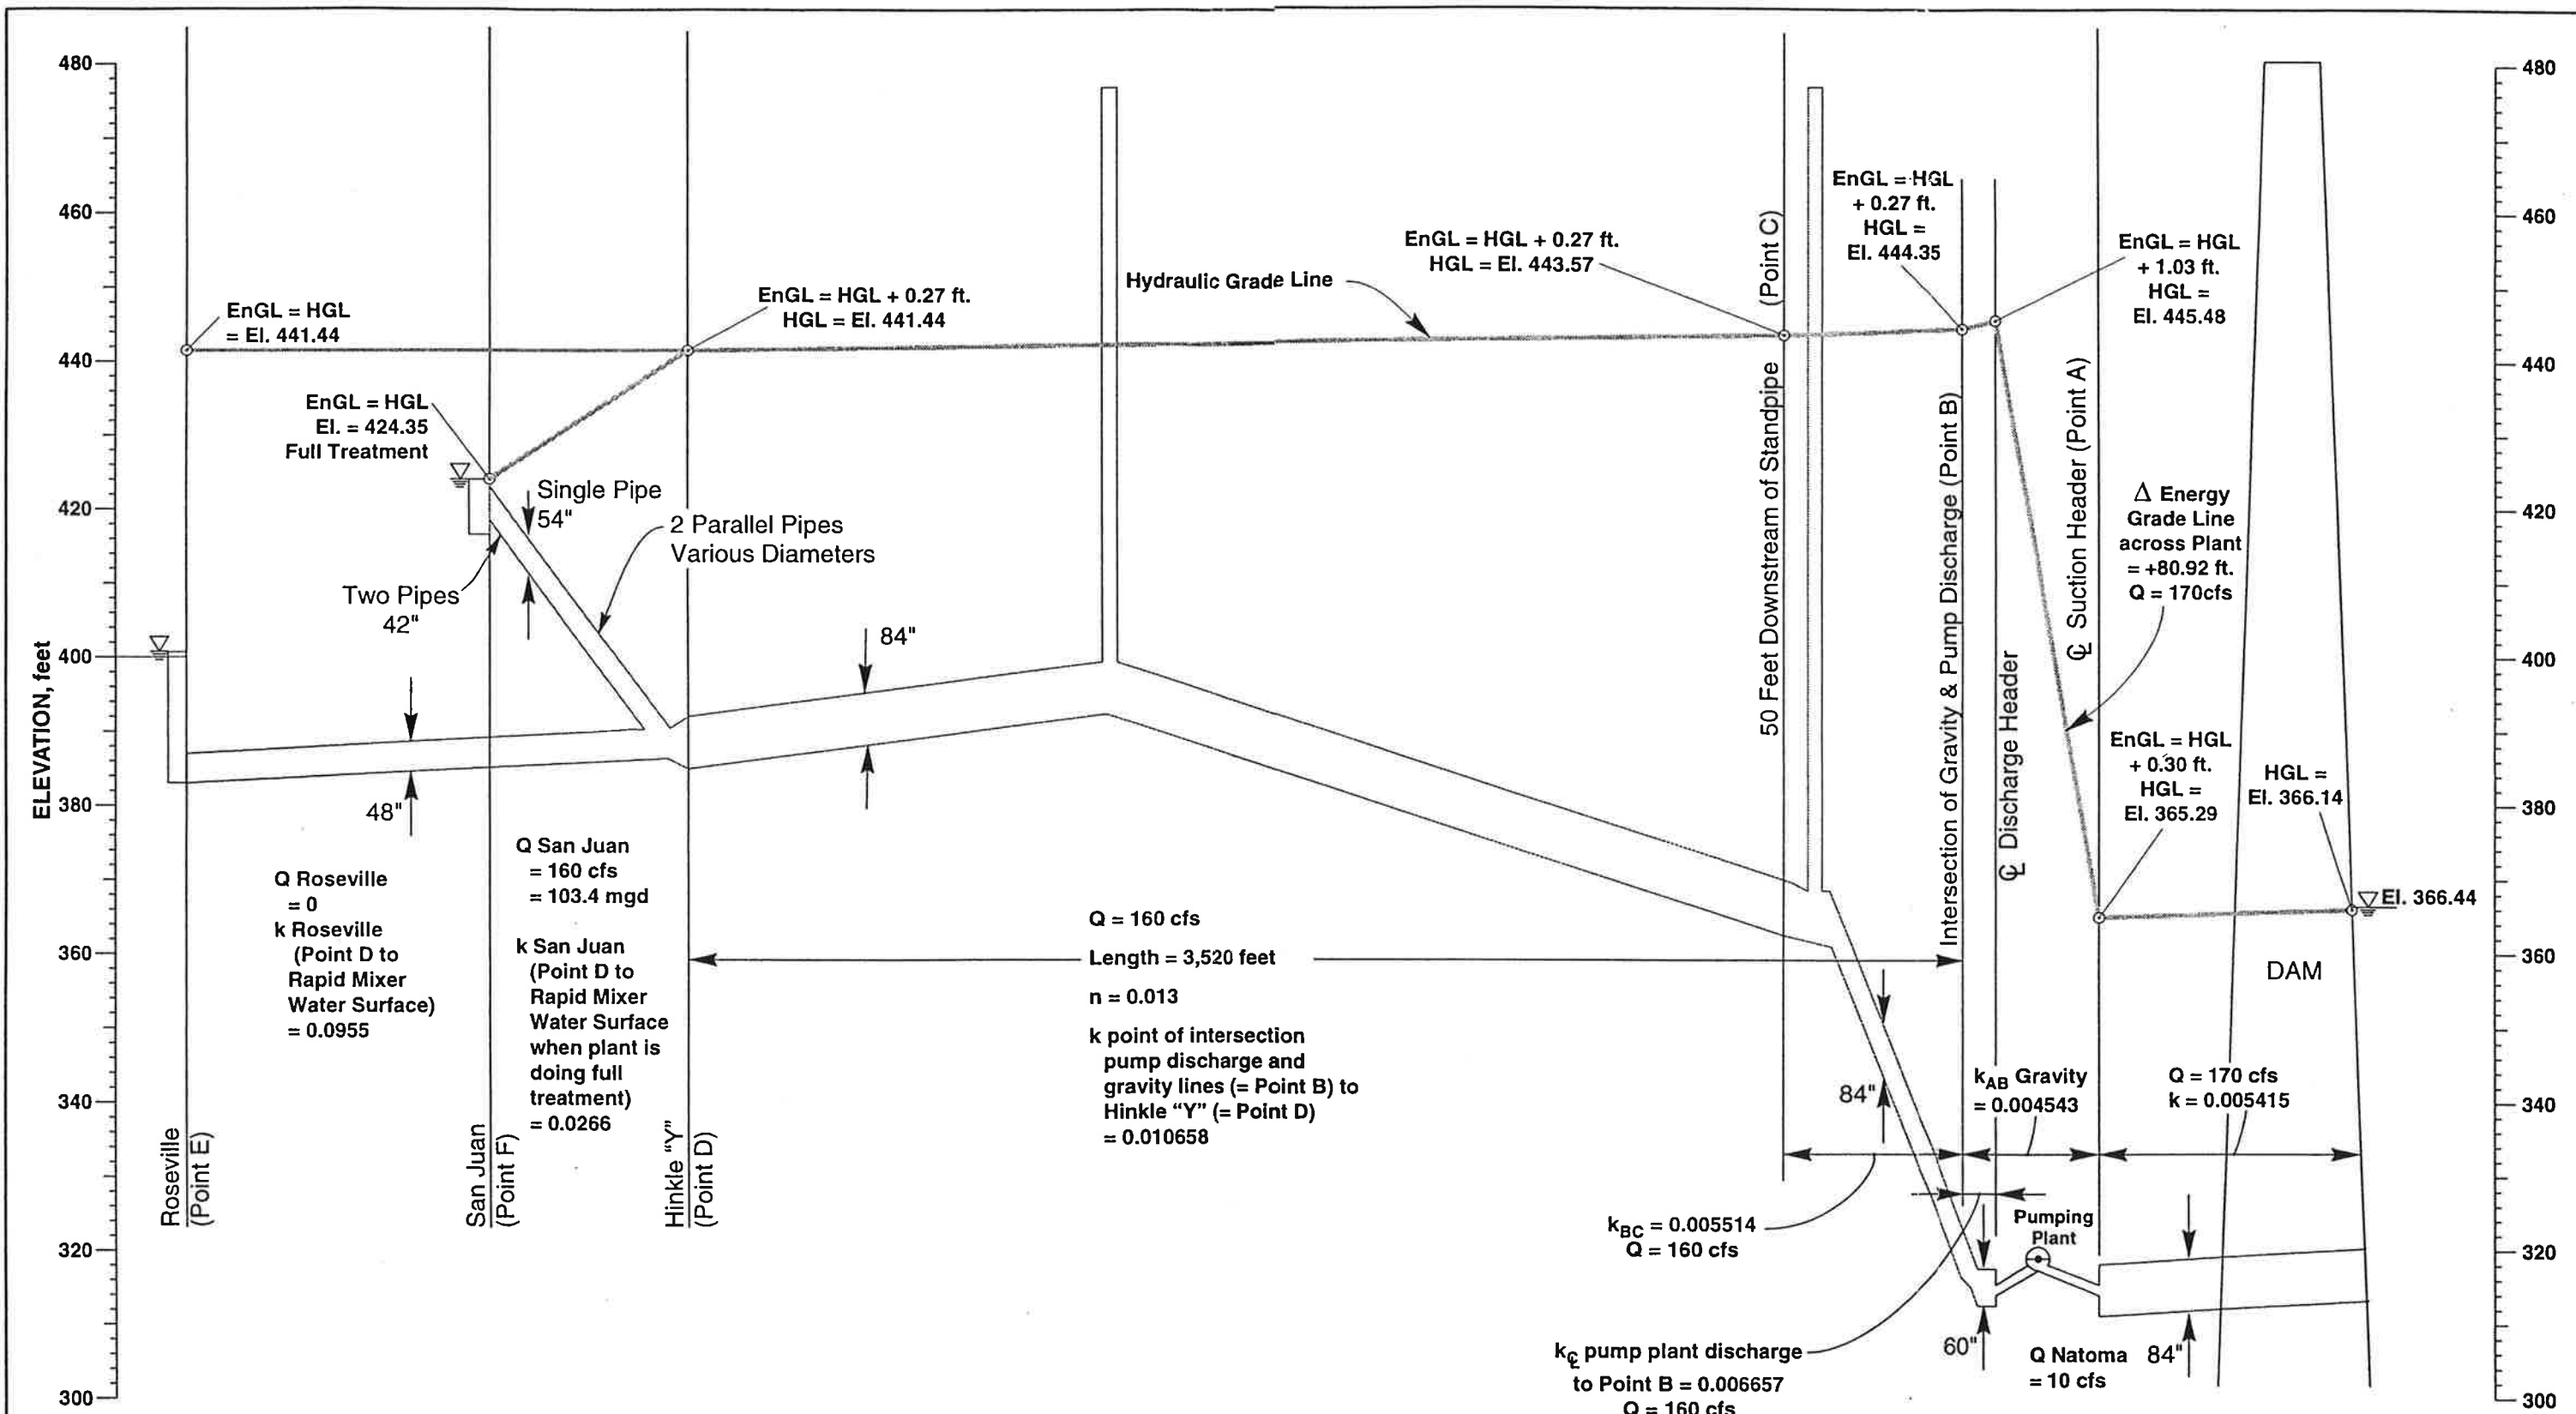 480
460
440
420
400
380
360
340
320
300
ELEVATION, feet
EnGL = HGL
= El. 441.44
EnGL = HGL
El. = 424.35
Full Treatment
Single Pipe
54"
2 Parallel Pipes
Various Diameters
Two Pipes
42"
48"
84"
EnGL = HGL + 0.27 ft.
HGL = El. 441.44
Hydraulic Grade Line
EnGL = HGL + 0.27 ft.
HGL = El. 443.57
50 Feet Downstream of Standpipe (Point C)
EnGL = HGL
+ 0.27 ft.
HGL =
El. 444.35
Intersection of Gravity & Pump Discharge (Point B)
℄ Discharge Header
℄ Suction Header (Point A)
EnGL = HGL
+ 1.03 ft.
HGL =
El. 445.48
Δ Energy
Grade Line
across Plant
= +80.92 ft.
Q = 170cfs
EnGL = HGL
+ 0.30 ft.
HGL =
El. 365.29
HGL =
El. 366.14
El. 366.44
DAM
Q Roseville
= 0
k Roseville
(Point D to
Rapid Mixer
Water Surface)
= 0.0955
Q San Juan
= 160 cfs
= 103.4 mgd
k San Juan
(Point D to
Rapid Mixer
Water Surface
when plant is
doing full
treatment)
= 0.0266
Roseville
(Point E)
San Juan
(Point F)
Hinkle “Y”
(Point D)
Q = 160 cfs
Length = 3,520 feet
n = 0.013
k point of intersection
pump discharge and
gravity lines (= Point B) to
Hinkle “Y” (= Point D)
= 0.010658
84"
kAB Gravity
= 0.004543
Q = 170 cfs
k = 0.005415
kBC = 0.005514
Q = 160 cfs
Pumping
Plant
k℄ pump plant discharge
to Point B = 0.006657
Q = 160 cfs
60"
Q Natoma
= 10 cfs
84"
480
460
440
420
400
380
360
340
320
300